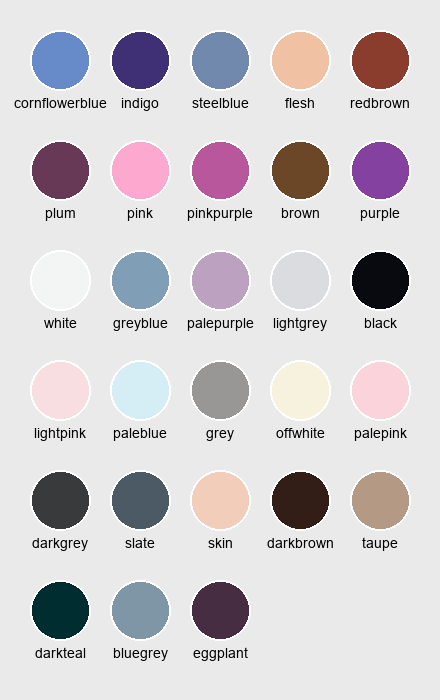 cornflowerblue indigo steelblue flesh redbrown
plum pink pinkpurple brown purple
white greyblue palepurple lightgrey black
lightpink paleblue grey offwhite palepink
darkgrey slate skin darkbrown taupe
darkteal bluegrey eggplant